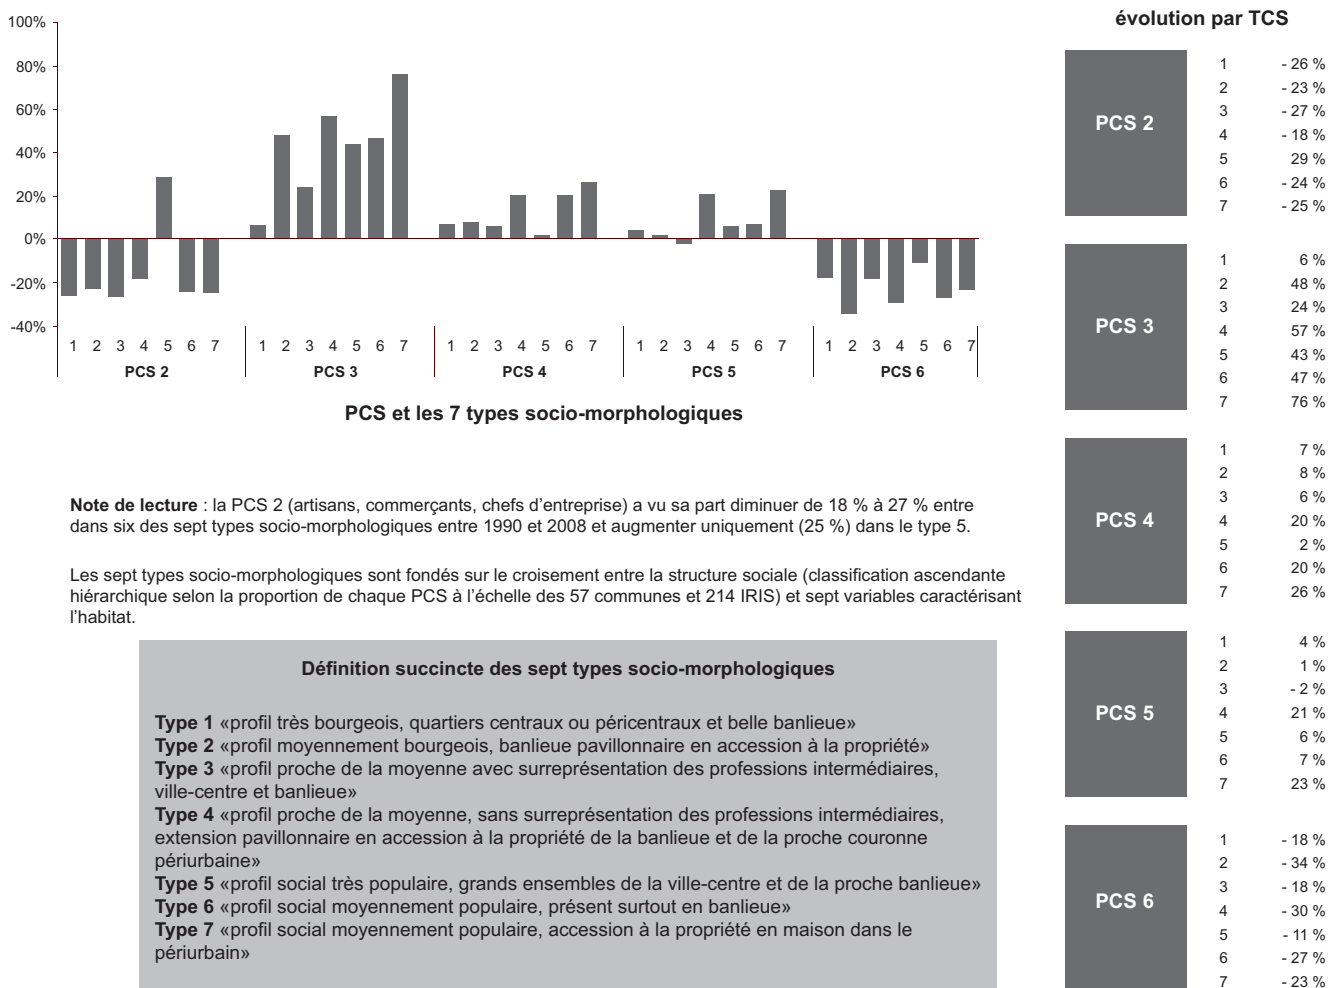 100%
80%
60%
40%
20%
0%
-20%
-40%
1 2 3 4 5 6 7 1 2 3 4 5 6 7 1 2 3 4 5 6 7 1 2 3 4 5 6 7 1 2 3 4 5 6 7
PCS 2 PCS 3 PCS 4 PCS 5 PCS 6
PCS et les 7 types socio-morphologiques
Note de lecture : la PCS 2 (artisans, commerçants, chefs d'entreprise) a vu sa part diminuer de 18 % à 27 % entre
dans six des sept types socio-morphologiques entre 1990 et 2008 et augmenter uniquement (25 %) dans le type 5.
Les sept types socio-morphologiques sont fondés sur le croisement entre la structure sociale (classification ascendante
hiérarchique selon la proportion de chaque PCS à l'échelle des 57 communes et 214 IRIS) et sept variables caractérisant
l'habitat.
Définition succincte des sept types socio-morphologiques
Type 1 «profil très bourgeois, quartiers centraux ou péricentraux et belle banlieue»
Type 2 «profil moyennement bourgeois, banlieue pavillonnaire en accession à la propriété»
Type 3 «profil proche de la moyenne avec surreprésentation des professions intermédiaires,
ville-centre et banlieue»
Type 4 «profil proche de la moyenne, sans surreprésentation des professions intermédiaires,
extension pavillonnaire en accession à la propriété de la banlieue et de la proche couronne
périurbaine»
Type 5 «profil social très populaire, grands ensembles de la ville-centre et de la proche banlieue»
Type 6 «profil social moyennement populaire, présent surtout en banlieue»
Type 7 «profil social moyennement populaire, accession à la propriété en maison dans le
périurbain»
évolution par TCS
PCS 2
1 - 26 %
2 - 23 %
3 - 27 %
4 - 18 %
5 29 %
6 - 24 %
7 - 25 %
PCS 3
1 6 %
2 48 %
3 24 %
4 57 %
5 43 %
6 47 %
7 76 %
PCS 4
1 7 %
2 8 %
3 6 %
4 20 %
5 2 %
6 20 %
7 26 %
PCS 5
1 4 %
2 1 %
3 - 2 %
4 21 %
5 6 %
6 7 %
7 23 %
PCS 6
1 - 18 %
2 - 34 %
3 - 18 %
4 - 30 %
5 - 11 %
6 - 27 %
7 - 23 %